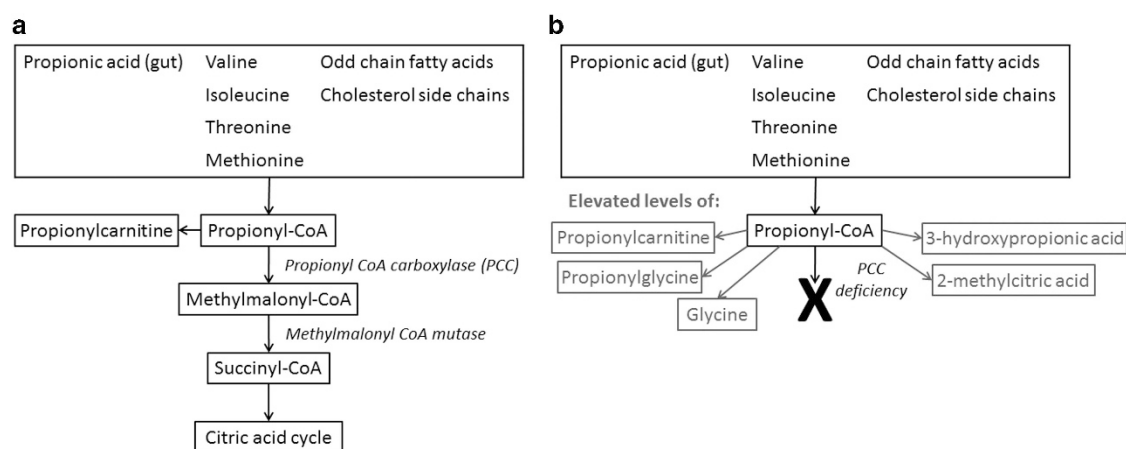 a
Propionic acid (gut) Valine Odd chain fatty acids
Isoleucine Cholesterol side chains
Threonine
Methionine
Propionylcarnitine Propionyl-CoA
Propionyl CoA carboxylase (PCC)
Methylmalonyl-CoA
Methylmalonyl CoA mutase
Succinyl-CoA
Citric acid cycle
b
Propionic acid (gut) Valine Odd chain fatty acids
Isoleucine Cholesterol side chains
Threonine
Methionine
Elevated levels of:
Propionylcarnitine Propionyl-CoA 3-hydroxypropionic acid
Propionylglycine PCC 2-methylcitric acid
deficiency
Glycine X